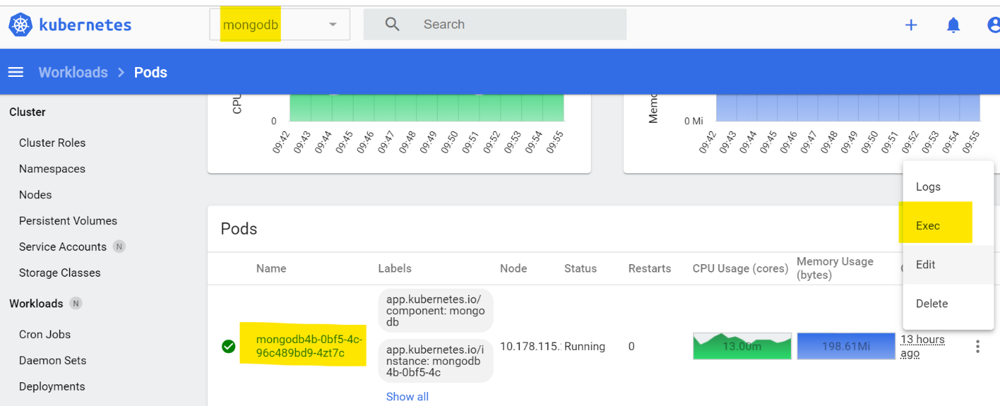 kubernetes
mongodb
Search
Workloads > Pods
Cluster
Cluster Roles
Namespaces
Nodes
Persistent Volumes
Service Accounts N
Storage Classes
Workloads N
Cron Jobs
Daemon Sets
Deployments
CPU
0
09:42 09:43 09:44 09:45 09:46 09:47 09:48 09:49 09:50 09:51 09:52 09:53 09:54 09:55
Memo
0 Mi
09:42 09:43 09:44 09:45 09:46 09:47 09:48 09:49 09:50 09:51 09:52 09:53 09:54 09:55
Logs
Exec
Edit
Delete
Pods
Name
Labels
Node
Status
Restarts
CPU Usage (cores)
Memory Usage
(bytes)
mongodb4b-0bf5-4c-
96c489bd9-4zt7c
app.kubernetes.io/
component: mongo
db
app.kubernetes.io/i
nstance: mongodb
4b-0bf5-4c
Show all
10.178.115.
Running
0
13.00m
198.61Mi
13 hours
ago